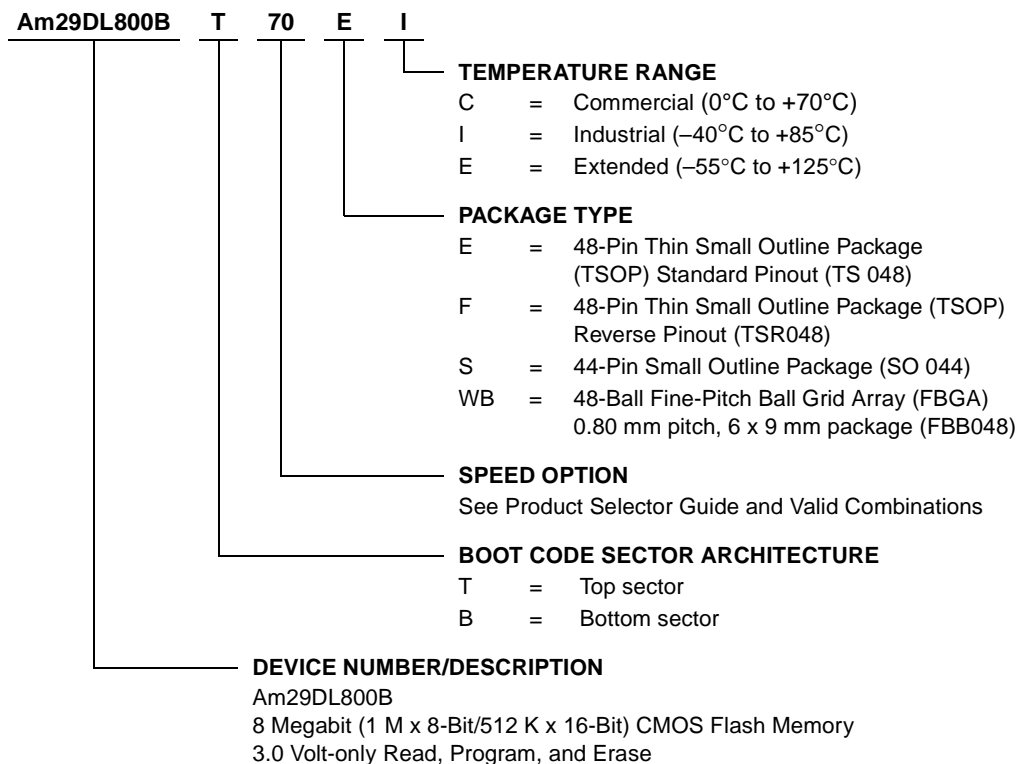 Am29DL800B T 70 E I
TEMPERATURE RANGE
C = Commercial (0°C to +70°C)
I = Industrial (–40°C to +85°C)
E = Extended (–55°C to +125°C)
PACKAGE TYPE
E = 48-Pin Thin Small Outline Package
(TSOP) Standard Pinout (TS 048)
F = 48-Pin Thin Small Outline Package (TSOP)
Reverse Pinout (TSR048)
S = 44-Pin Small Outline Package (SO 044)
WB = 48-Ball Fine-Pitch Ball Grid Array (FBGA)
0.80 mm pitch, 6 x 9 mm package (FBB048)
SPEED OPTION
See Product Selector Guide and Valid Combinations
BOOT CODE SECTOR ARCHITECTURE
T = Top sector
B = Bottom sector
DEVICE NUMBER/DESCRIPTION
Am29DL800B
8 Megabit (1 M x 8-Bit/512 K x 16-Bit) CMOS Flash Memory
3.0 Volt-only Read, Program, and Erase